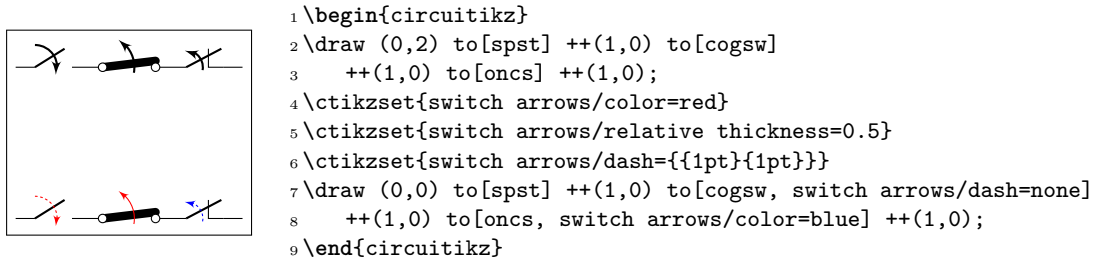 1 \begin{circuitikz}
2 \draw (0,2) to[spst] ++(1,0) to[cogsw]
3     ++(1,0) to[oncs] ++(1,0);
4 \ctikzset{switch arrows/color=red}
5 \ctikzset{switch arrows/relative thickness=0.5}
6 \ctikzset{switch arrows/dash={{1pt}{1pt}}}
7 \draw (0,0) to[spst] ++(1,0) to[cogsw, switch arrows/dash=none]
8     ++(1,0) to[oncs, switch arrows/color=blue] ++(1,0);
9 \end{circuitikz}